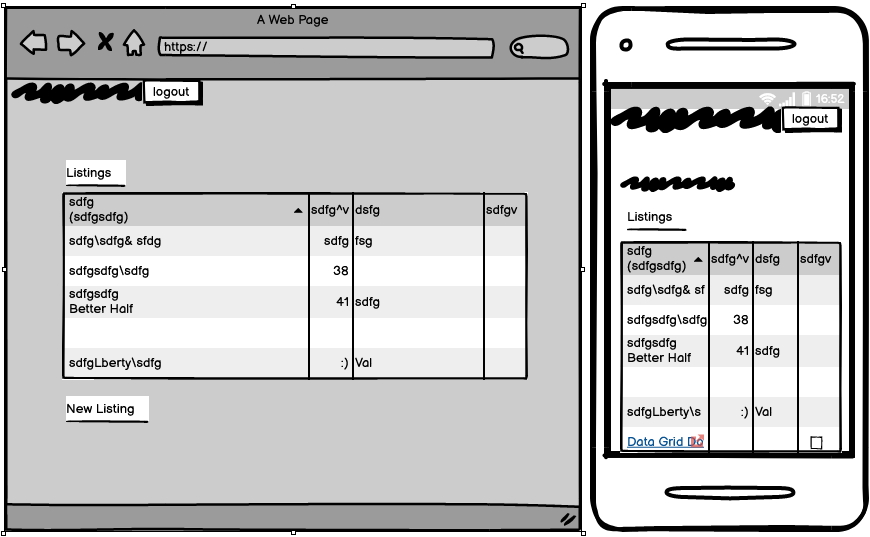 A Web Page
https://
logout
Listings
sdfg
(sdfgsdfg)
sdfg^v
dsfg
sdfgv
sdfg\sdfg& sfdg
sdfg
fsg
sdfgsdfg\sdfg
38
sdfgsdfg
Better Half
41
sdfg
sdfgLberty\sdfg
:)
Val
New Listing
16:52
logout
Listings
sdfg
(sdfgsdfg)
sdfg^v
dsfg
sdfgv
sdfg\sdfg& sf
sdfg
fsg
sdfgsdfg\sdfg
38
sdfgsdfg
Better Half
41
sdfg
sdfgLberty\s
:)
Val
Data Grid Do